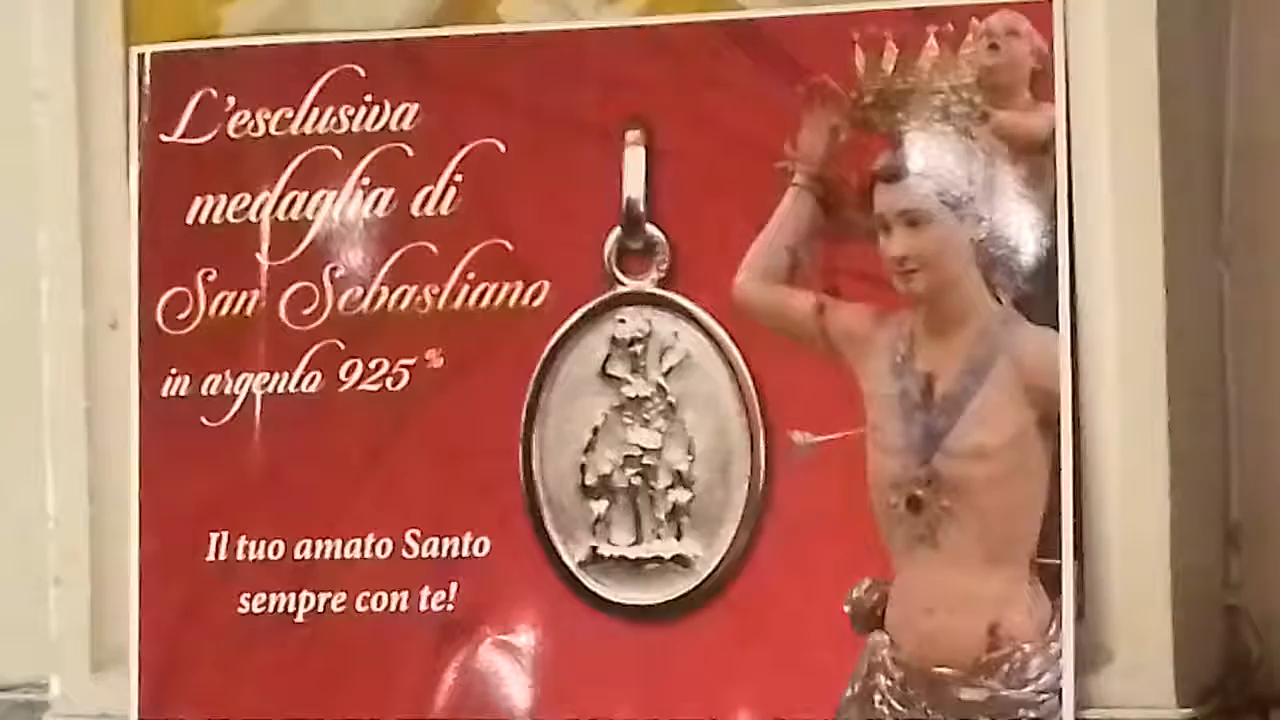 L'esclusiva
medaglia di
San Sebastiano
in argento 925 %
Il tuo amato Santo
sempre con te!